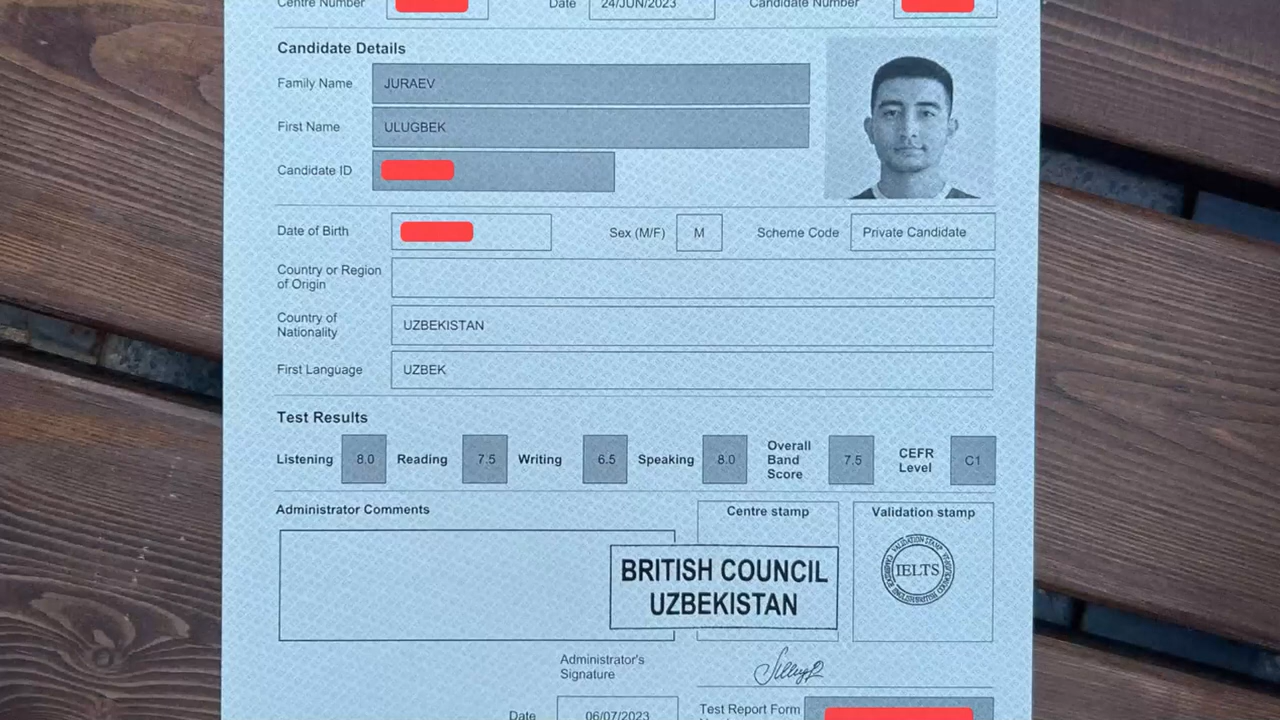 Centre Number Date 24/JUN/2023 Candidate Number
Candidate Details
Family Name JURAEV
First Name ULUGBEK
Candidate ID
Date of Birth Sex (M/F) M Scheme Code Private Candidate
Country or Region
of Origin
Country of
Nationality UZBEKISTAN
First Language UZBEK
Test Results
Listening 8.0 Reading 7.5 Writing 6.5 Speaking 8.0 Overall
Band
Score 7.5 CEFR
Level C1
Administrator Comments Centre stamp Validation stamp
BRITISH COUNCIL
UZBEKISTAN
VALIDATION STAMP
IELTS
Administrator's
Signature
Date 06/07/2023 Test Report Form